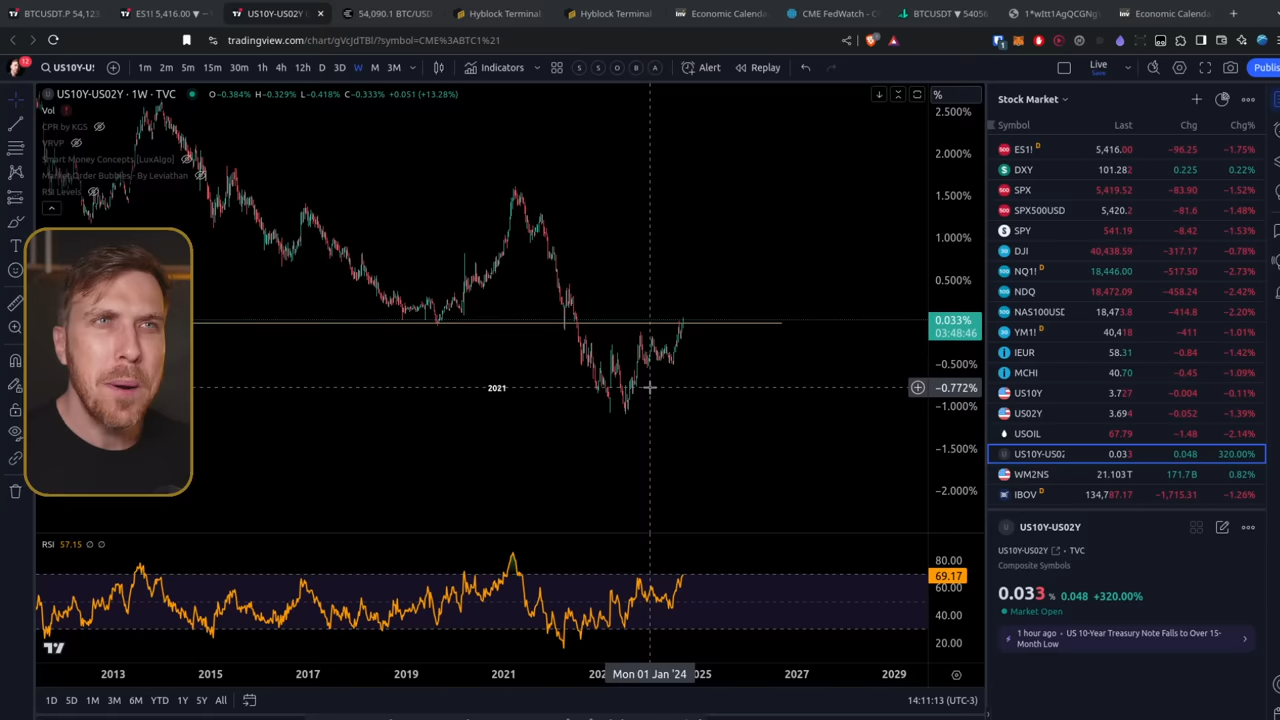 BTCUSDT.P 54,123
ES1! 5,416.00 ▼ −
US10Y-US02Y
54,090.1 BTC/USD
Hyblock Terminal
Hyblock Terminal
Economic Calenda
CME FedWatch - C
BTCUSDT ▼ 54056
1*wItt1AgQCGNg
Economic Calenda
tradingview.com/chart/gVcJdTBl/?symbol=CME%3ABTC1%21
12
US10Y-U!
1m 2m 5m 15m 30m 1h 4h 12h D 3D W M 3M
Indicators
S S O B A
Alert
Replay
Live
Save
Publis
US10Y-US02Y · 1W · TVC
O−0.384% H−0.329% L−0.418% C−0.333% +0.051 (+13.28%)
Vol
CPR by KGS
VRVP
Smart Money Concepts [LuxAlgo]
Market Order Bubbles - By Leviathan
RSI Levels
%
2.500%
2.000%
1.500%
1.000%
0.500%
0.033%
03:48:46
−0.500%
−0.772%
−1.000%
−1.500%
−2.000%
2021
RSI 57.15
80.00
69.17
60.00
40.00
20.00
2013 2015 2017 2019 2021 202 Mon 01 Jan '24 025 2027 2029
1D 5D 1M 3M 6M YTD 1Y 5Y All
14:11:13 (UTC-3)
Stock Market
Symbol Last Chg Chg%
ES1! D 5,416.00 −96.25 −1.75%
DXY 101.282 0.225 0.22%
SPX 5,419.52 −83.90 −1.52%
SPX500USD 5,420.2 −81.6 −1.48%
SPY 541.19 −8.42 −1.53%
DJI 40,438.59 −317.17 −0.78%
NQ1! D 18,446.00 −517.50 −2.73%
NDQ 18,472.09 −458.24 −2.42%
NAS100USD 18,473.8 −414.8 −2.20%
YM1! D 40,418 −411 −1.01%
IEUR 58.31 −0.84 −1.42%
MCHI 40.70 −0.45 −1.09%
US10Y 3.727 −0.004 −0.11%
US02Y 3.694 −0.052 −1.39%
USOIL 67.79 −1.48 −2.14%
US10Y-US02 0.033 0.048 320.00%
WM2NS 21.103 T 171.7 B 0.82%
IBOV D 134,787.17 −1,715.31 −1.26%
US10Y-US02Y
US10Y-US02Y · TVC
Composite Symbols
0.033 % 0.048 +320.00%
Market Open
1 hour ago · US 10-Year Treasury Note Falls to Over 15-
Month Low